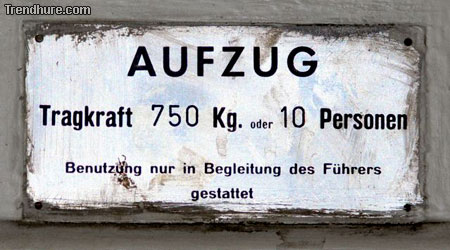 Trendhure.com
AUFZUG
Tragkraft 750 Kg. oder 10 Personen
Benutzung nur in Begleitung des Führers
gestattet